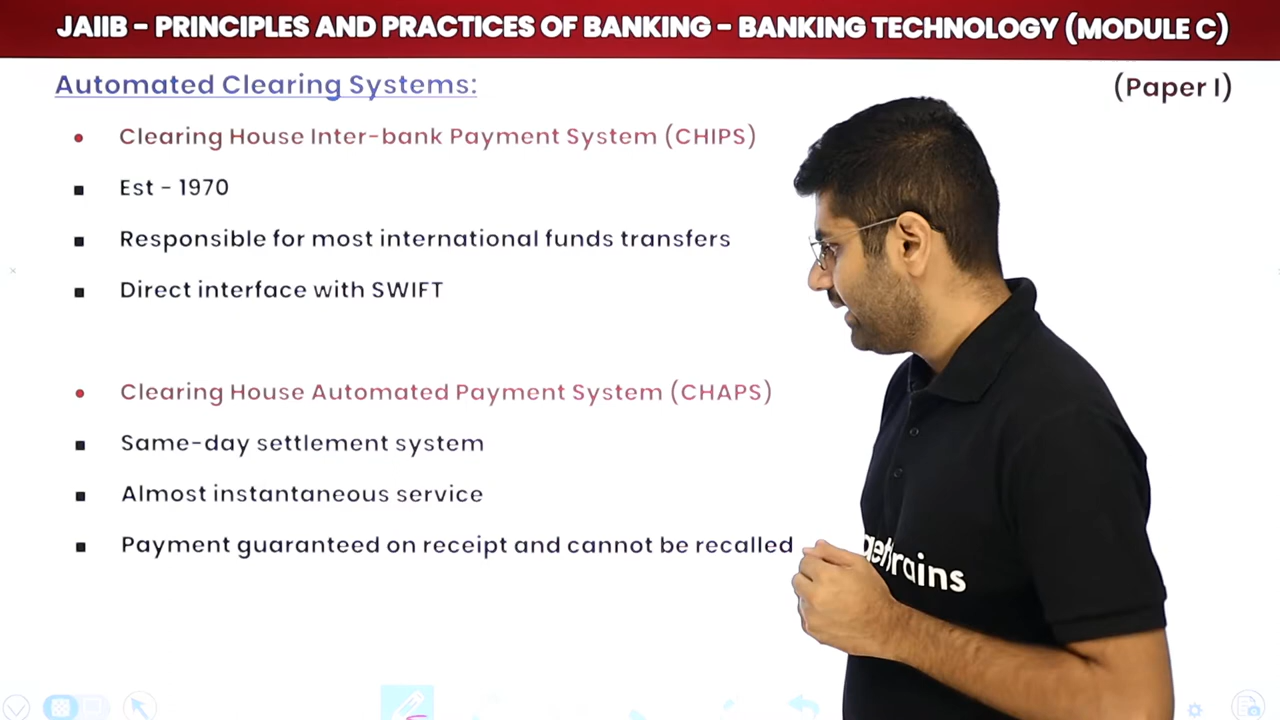 JAIIB - PRINCIPLES AND PRACTICES OF BANKING - BANKING TECHNOLOGY (MODULE C)
Automated Clearing Systems:
(Paper I)
Clearing House Inter-bank Payment System (CHIPS)
Est - 1970
Responsible for most international funds transfers
Direct interface with SWIFT
Clearing House Automated Payment System (CHAPS)
Same-day settlement system
Almost instantaneous service
Payment guaranteed on receipt and cannot be recalled